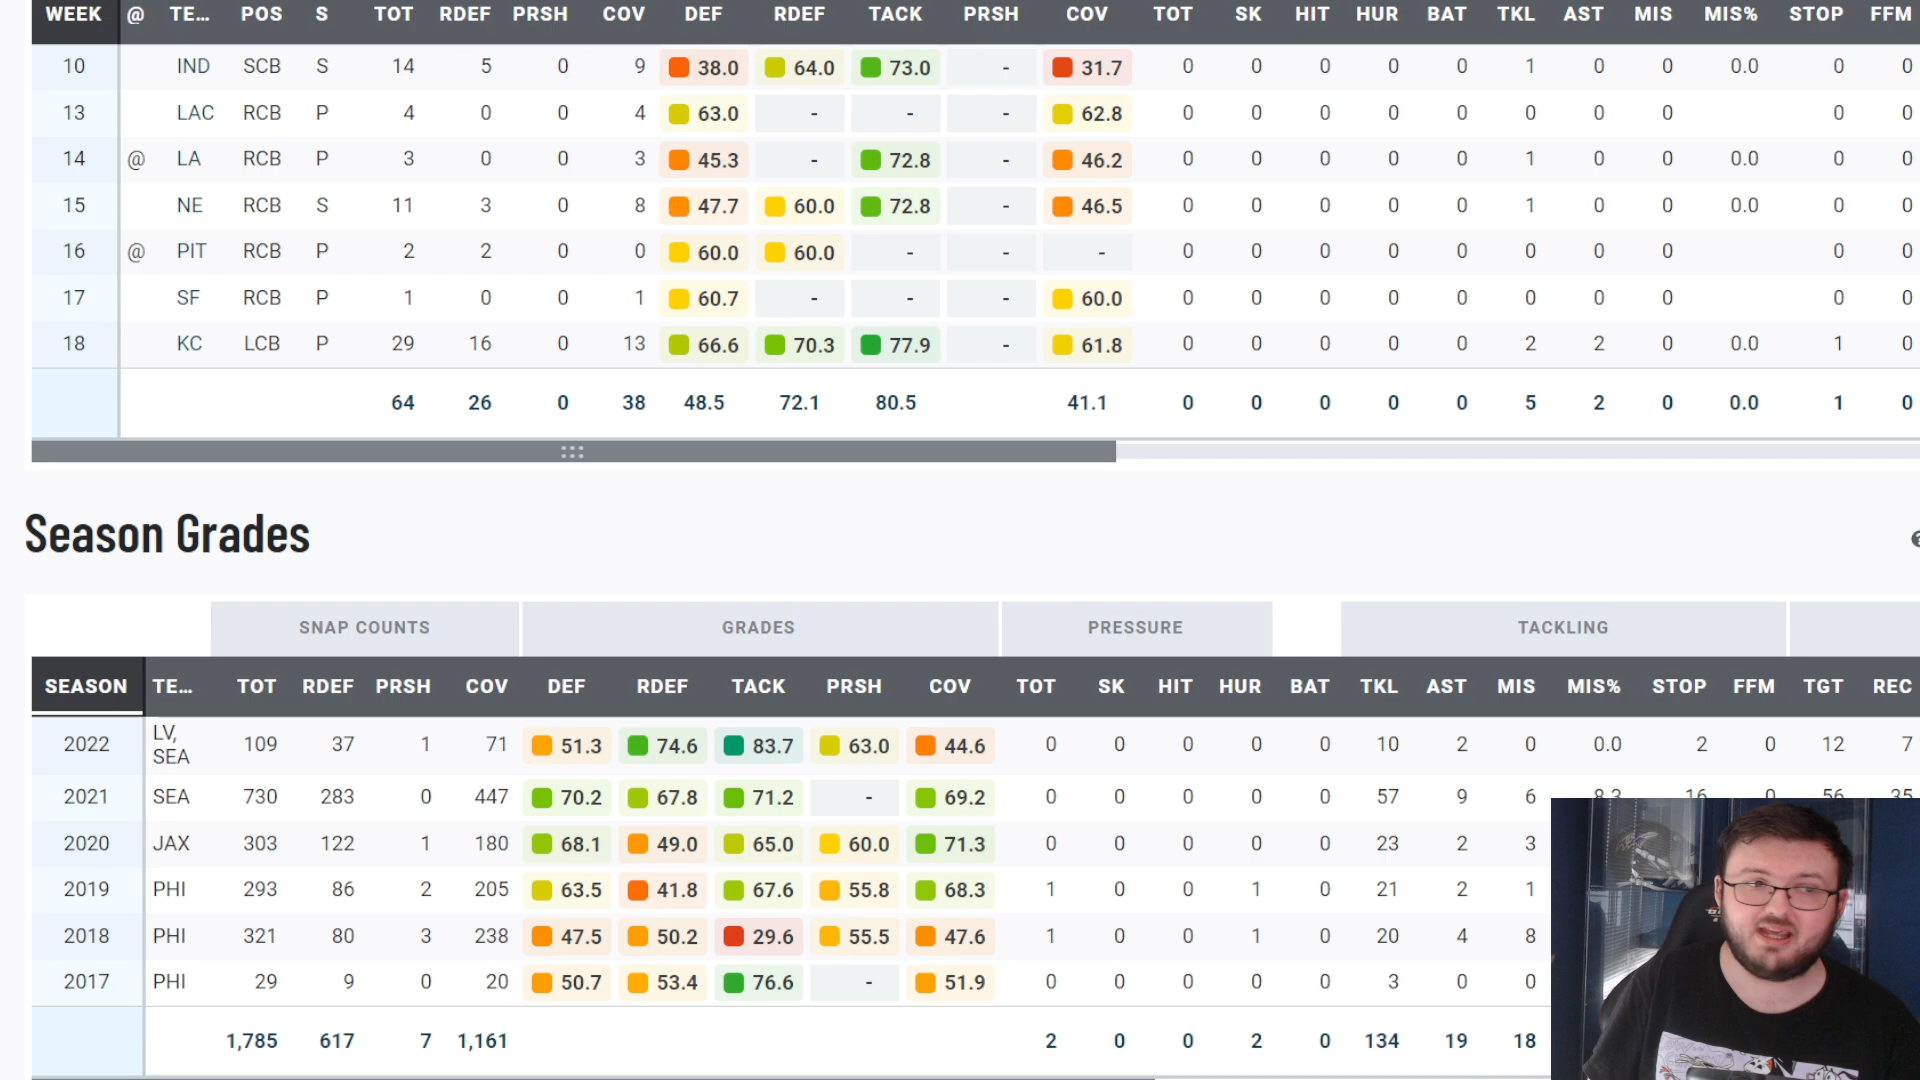 WEEK @ TE... POS S TOT RDEF PRSH COV DEF RDEF TACK PRSH COV TOT SK HIT HUR BAT TKL AST MIS MIS% STOP FFM
10 IND SCB S 14 5 0 9 38.0 64.0 73.0 - 31.7 0 0 0 0 0 1 0 0 0.0 0 0
13 LAC RCB P 4 0 0 4 63.0 - - - 62.8 0 0 0 0 0 0 0 0 0 0
14 @ LA RCB P 3 0 0 3 45.3 - 72.8 - 46.2 0 0 0 0 0 1 0 0 0.0 0 0
15 NE RCB S 11 3 0 8 47.7 60.0 72.8 - 46.5 0 0 0 0 0 1 0 0 0.0 0 0
16 @ PIT RCB P 2 2 0 0 60.0 60.0 - - - 0 0 0 0 0 0 0 0 0 0
17 SF RCB P 1 0 0 1 60.7 - - - 60.0 0 0 0 0 0 0 0 0 0 0
18 KC LCB P 29 16 0 13 66.6 70.3 77.9 - 61.8 0 0 0 0 0 2 2 0 0.0 1 0
64 26 0 38 48.5 72.1 80.5 41.1 0 0 0 0 0 5 2 0 0.0 1 0
Season Grades
SNAP COUNTS GRADES PRESSURE TACKLING
SEASON TE... TOT RDEF PRSH COV DEF RDEF TACK PRSH COV TOT SK HIT HUR BAT TKL AST MIS MIS% STOP FFM TGT REC
2022 LV, SEA 109 37 1 71 51.3 74.6 83.7 63.0 44.6 0 0 0 0 0 10 2 0 0.0 2 0 12 7
2021 SEA 730 283 0 447 70.2 67.8 71.2 - 69.2 0 0 0 0 0 57 9 6 8.3 16 0 56 35
2020 JAX 303 122 1 180 68.1 49.0 65.0 60.0 71.3 0 0 0 0 0 23 2 3
2019 PHI 293 86 2 205 63.5 41.8 67.6 55.8 68.3 1 0 0 1 0 21 2 1
2018 PHI 321 80 3 238 47.5 50.2 29.6 55.5 47.6 1 0 0 1 0 20 4 8
2017 PHI 29 9 0 20 50.7 53.4 76.6 - 51.9 0 0 0 0 0 3 0 0
1,785 617 7 1,161 2 0 0 2 0 134 19 18